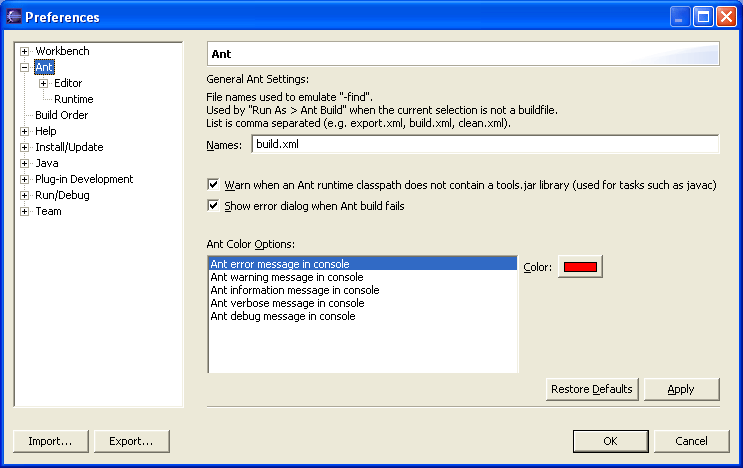 Preferences
Workbench
Ant
Editor
Runtime
Build Order
Help
Install/Update
Java
Plug-in Development
Run/Debug
Team
Ant
General Ant Settings:
File names used to emulate "-find".
Used by "Run As > Ant Build" when the current selection is not a buildfile.
List is comma separated (e.g. export.xml, build.xml, clean.xml).
Names: build.xml
Warn when an Ant runtime classpath does not contain a tools.jar library (used for tasks such as javac)
Show error dialog when Ant build fails
Ant Color Options:
Ant error message in console
Ant warning message in console
Ant information message in console
Ant verbose message in console
Ant debug message in console
Color:
Restore Defaults Apply
Import... Export... OK Cancel